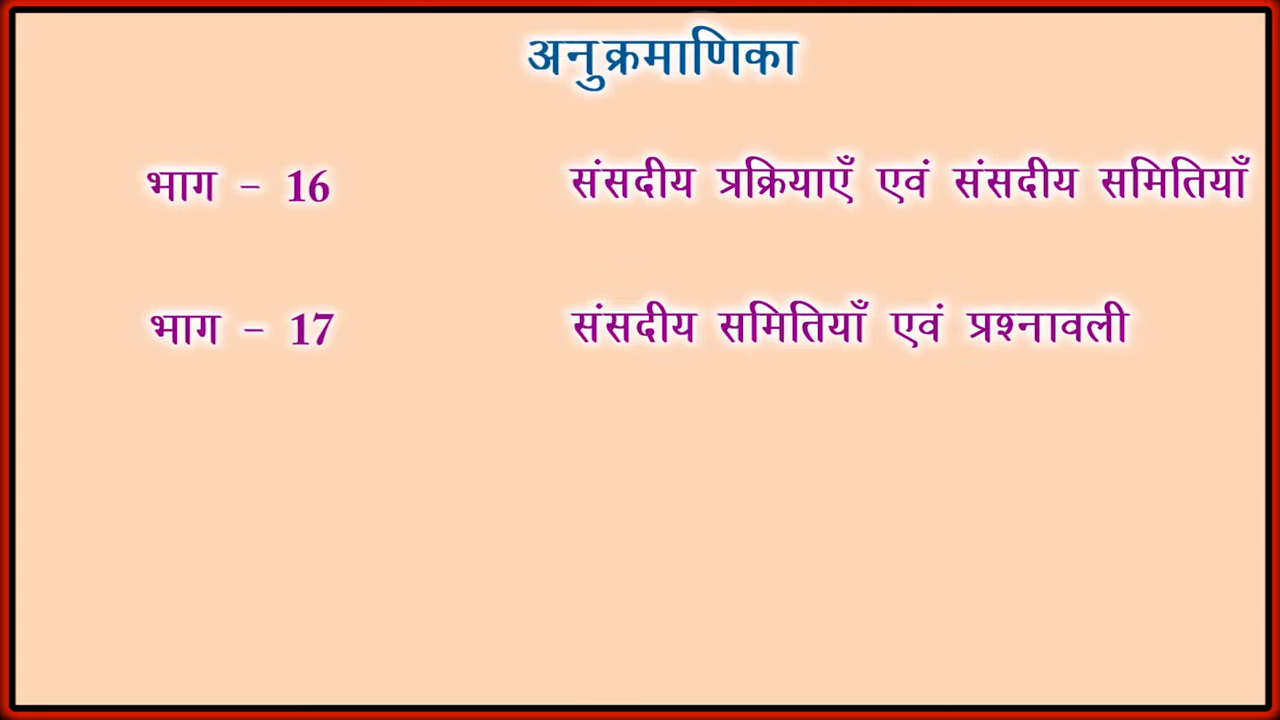 अनुक्रमाणिका
भाग - 16 संसदीय प्रक्रियाएँ एवं संसदीय समितियाँ
भाग - 17 संसदीय समितियाँ एवं प्रश्नावली